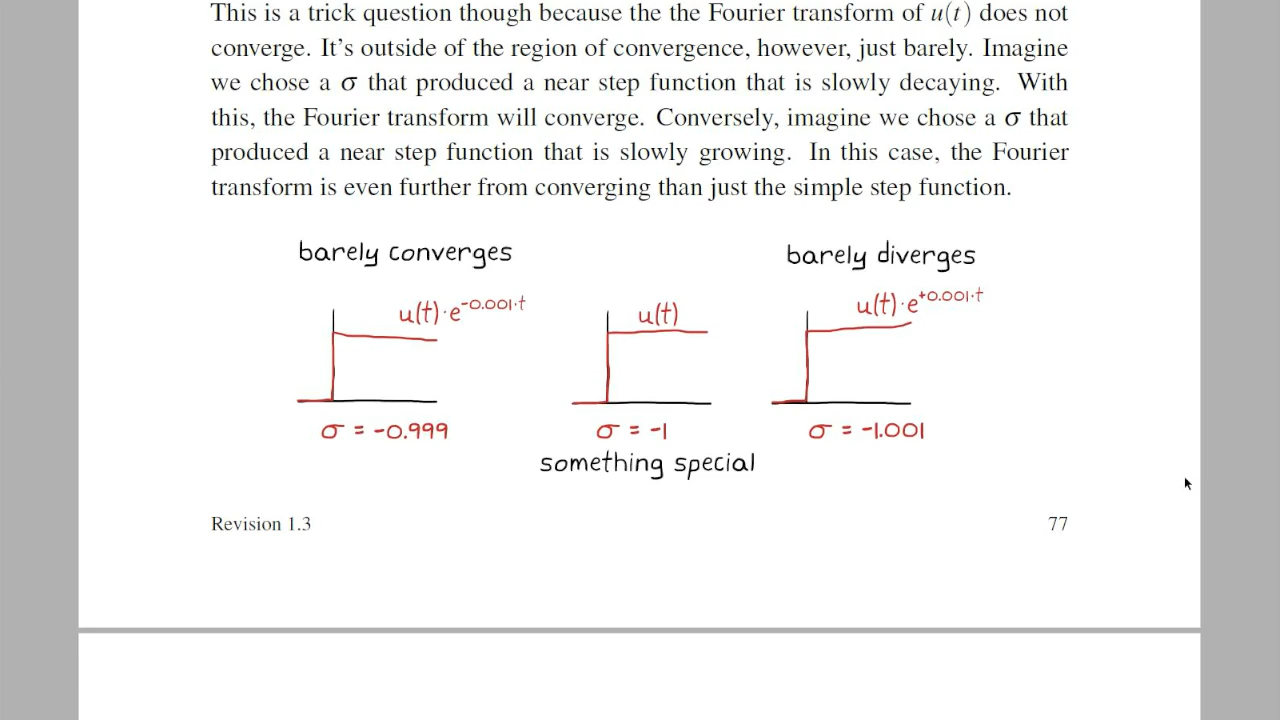 This is a trick question though because the the Fourier transform of u(t) does not
converge. It's outside of the region of convergence, however, just barely. Imagine
we chose a σ that produced a near step function that is slowly decaying. With
this, the Fourier transform will converge. Conversely, imagine we chose a σ that
produced a near step function that is slowly growing. In this case, the Fourier
transform is even further from converging than just the simple step function.
barely converges
barely diverges
u(t)·e^-0.001·t
u(t)
u(t)·e^+0.001·t
σ = -0.999
σ = -1
σ = -1.001
something special
Revision 1.3
77